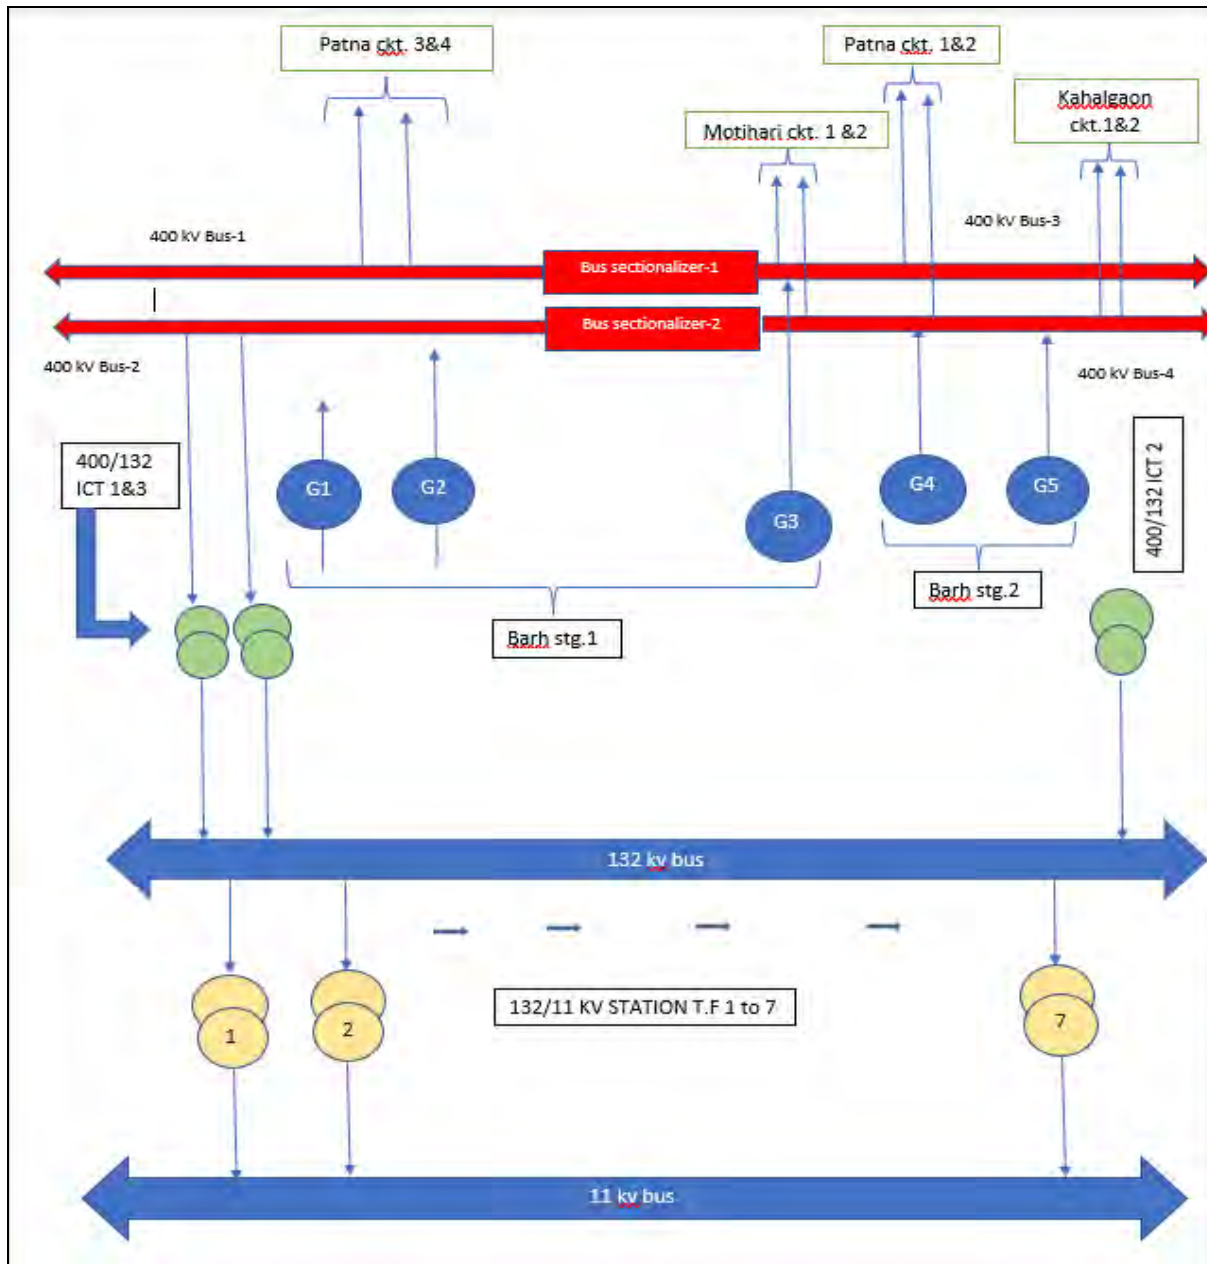 Patna ckt. 3&4
Patna ckt. 1&2
Kahalgaon
ckt.1&2
Motihari ckt. 1 &2
400 kV Bus-1
400 kV Bus-3
Bus sectionalizer-1
Bus sectionalizer-2
400 kV Bus-2
400 kV Bus-4
400/132
ICT 1&3
G1
G2
G3
G4
G5
400/132 ICT 2
Barh stg.2
Barh stg.1
132 kv bus
132/11 KV STATION T.F 1 to 7
1
2
7
11 kv bus